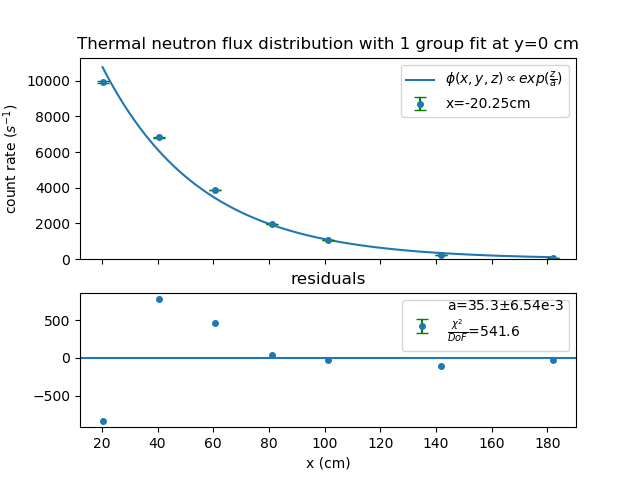 Thermal neutron flux distribution with 1 group fit at y=0 cm
10000
8000
6000
4000
2000
0
count rate (s⁻¹)
ϕ(x, y, z) ∝ exp(z/a)
x=-20.25cm
residuals
500
0
−500
a=35.3±6.54e-3
χ²/DoF=541.6
20 40 60 80 100 120 140 160 180
x (cm)